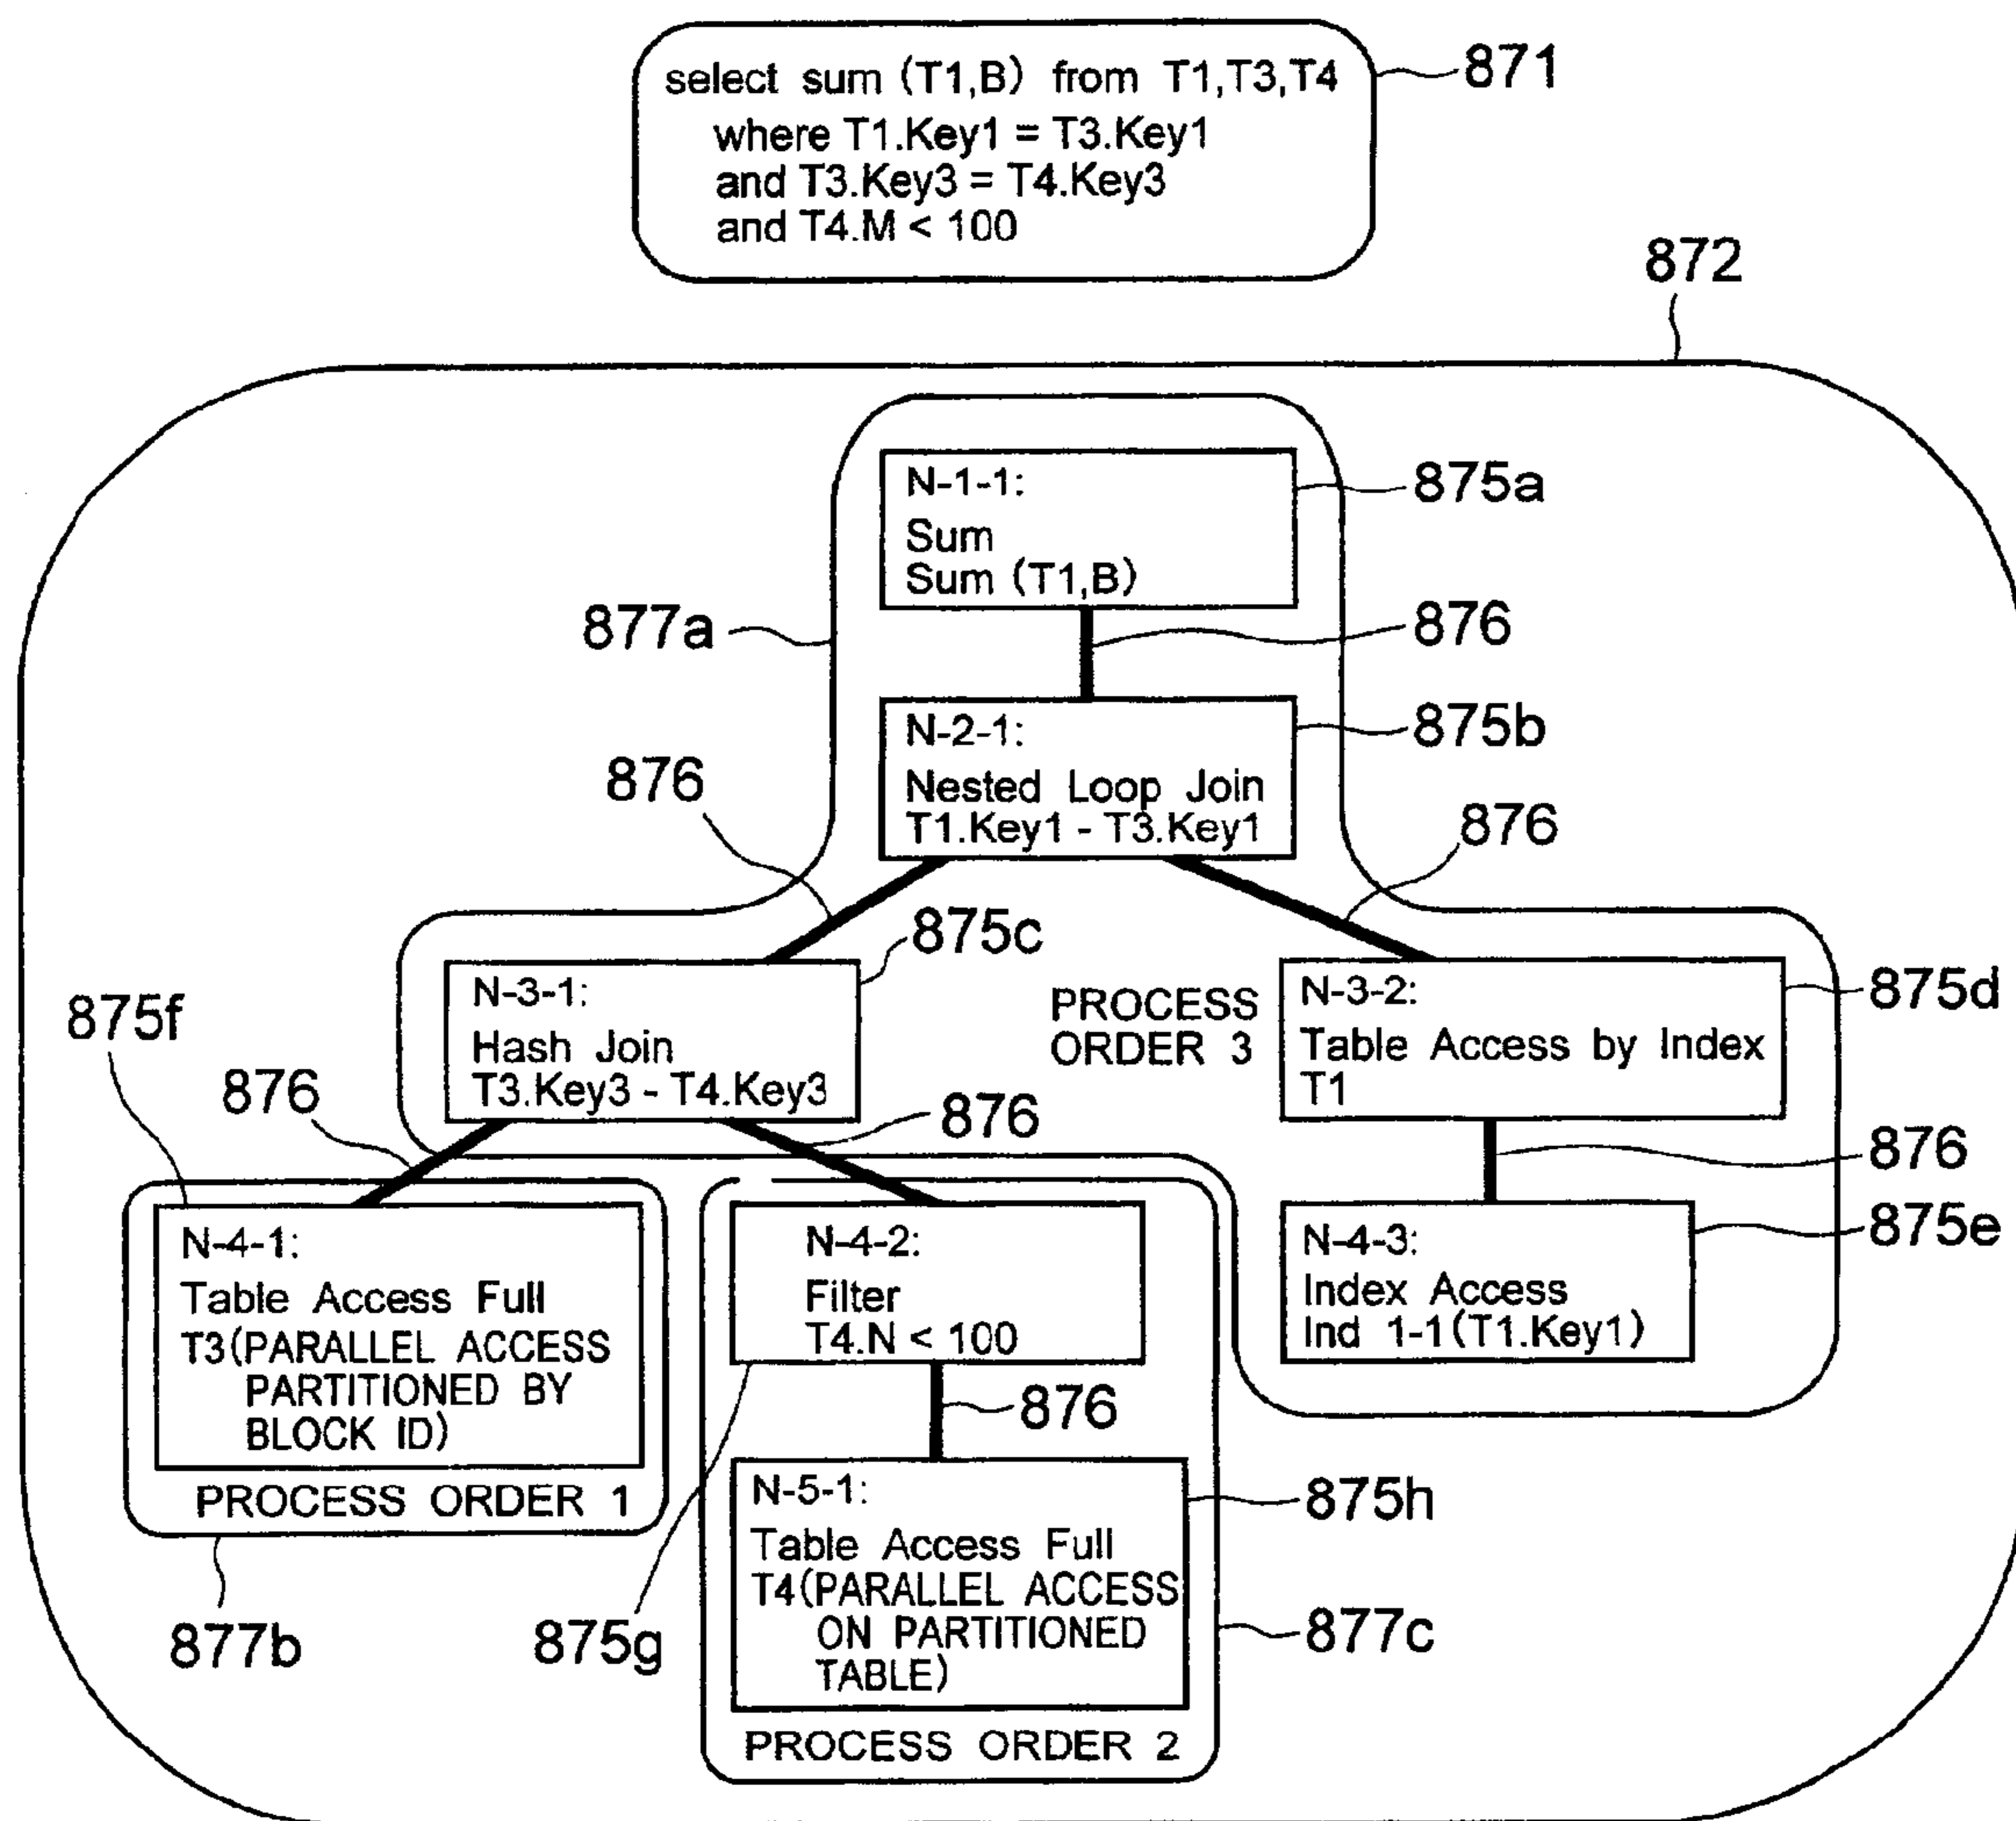 select sum (T1,B) from T1,T3,T4
where T1.Key1 = T3.Key1
and T3.Key3 = T4.Key3
and T4.M < 100
871
872
N-1-1:
Sum
Sum (T1,B)
875a
877a
876
N-2-1:
Nested Loop Join
T1.Key1 - T3.Key1
875b
876
876
875c
N-3-1:
Hash Join
T3.Key3 - T4.Key3
PROCESS
ORDER 3
N-3-2:
Table Access by Index
T1
875d
875f
876
876
876
N-4-1:
Table Access Full
T3(PARALLEL ACCESS
PARTITIONED BY
BLOCK ID)
PROCESS ORDER 1
877b
N-4-2:
Filter
T4.N < 100
875g
876
N-4-3:
Index Access
Ind 1-1(T1.Key1)
875e
N-5-1:
Table Access Full
T4(PARALLEL ACCESS
ON PARTITIONED
TABLE)
PROCESS ORDER 2
875h
877c